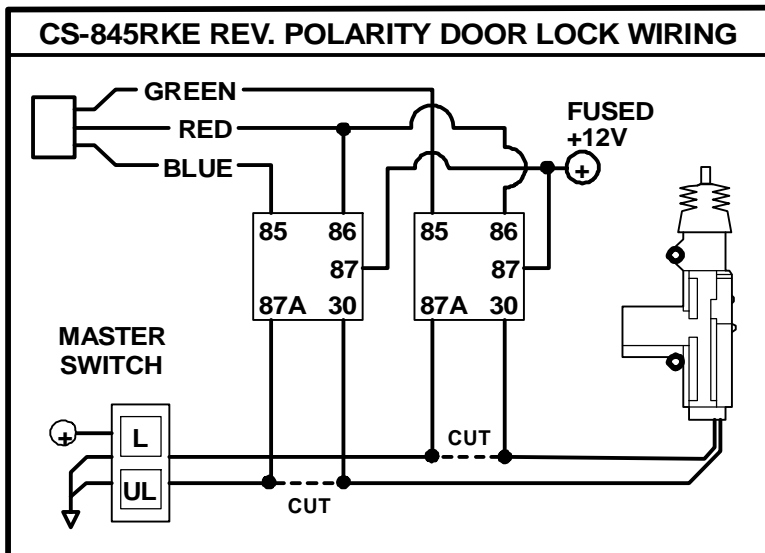 CS-845RKE REV. POLARITY DOOR LOCK WIRING
GREEN
RED
BLUE
FUSED
+12V
+
85 86
87
87A 30
85 86
87
87A 30
MASTER
SWITCH
+
L
UL
CUT
CUT